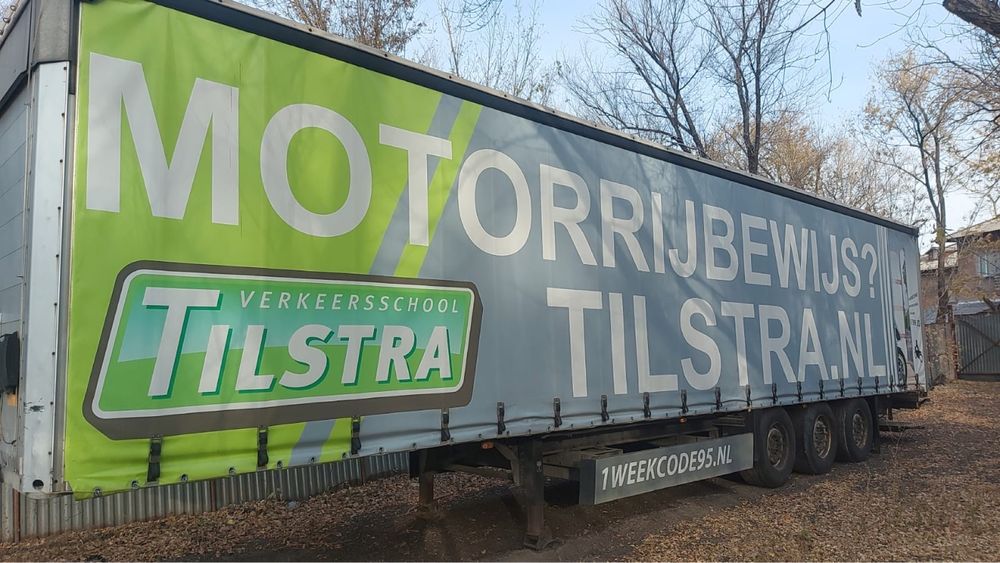 MOTORRIJBEWIJS?
TILSTRA.NL
VERKEERSSCHOOL
TILSTRA
1WEEKCODE95.NL